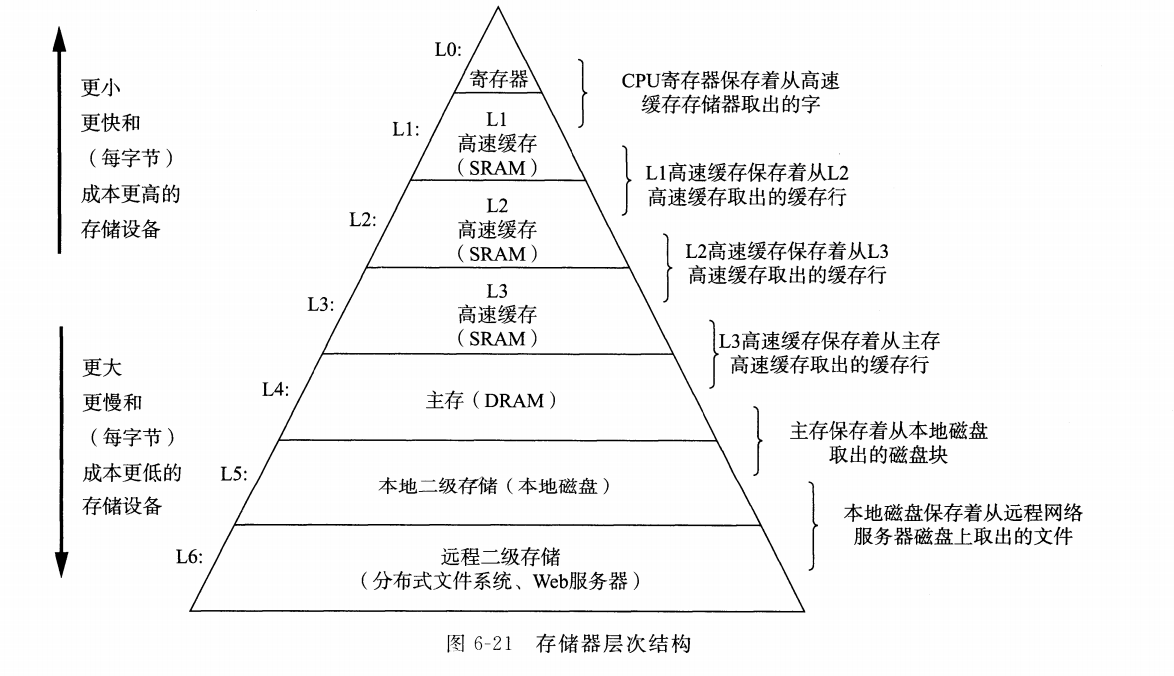 L0:
寄存器
CPU寄存器保存着从高速
缓存存储器取出的字
更小
更快和
（每字节）
成本更高的
存储设备
L1:
L1
高速缓存
（SRAM）
L1高速缓存保存着从L2
高速缓存取出的缓存行
L2:
L2
高速缓存
（SRAM）
L2高速缓存保存着从L3
高速缓存取出的缓存行
L3:
L3
高速缓存
（SRAM）
L3高速缓存保存着从主存
高速缓存取出的缓存行
更大
更慢和
（每字节）
成本更低的
存储设备
L4:
主存（DRAM）
主存保存着从本地磁盘
取出的磁盘块
L5:
本地二级存储（本地磁盘）
本地磁盘保存着从远程网络
服务器磁盘上取出的文件
L6:
远程二级存储
（分布式文件系统、Web服务器）
图 6-21 存储器层次结构